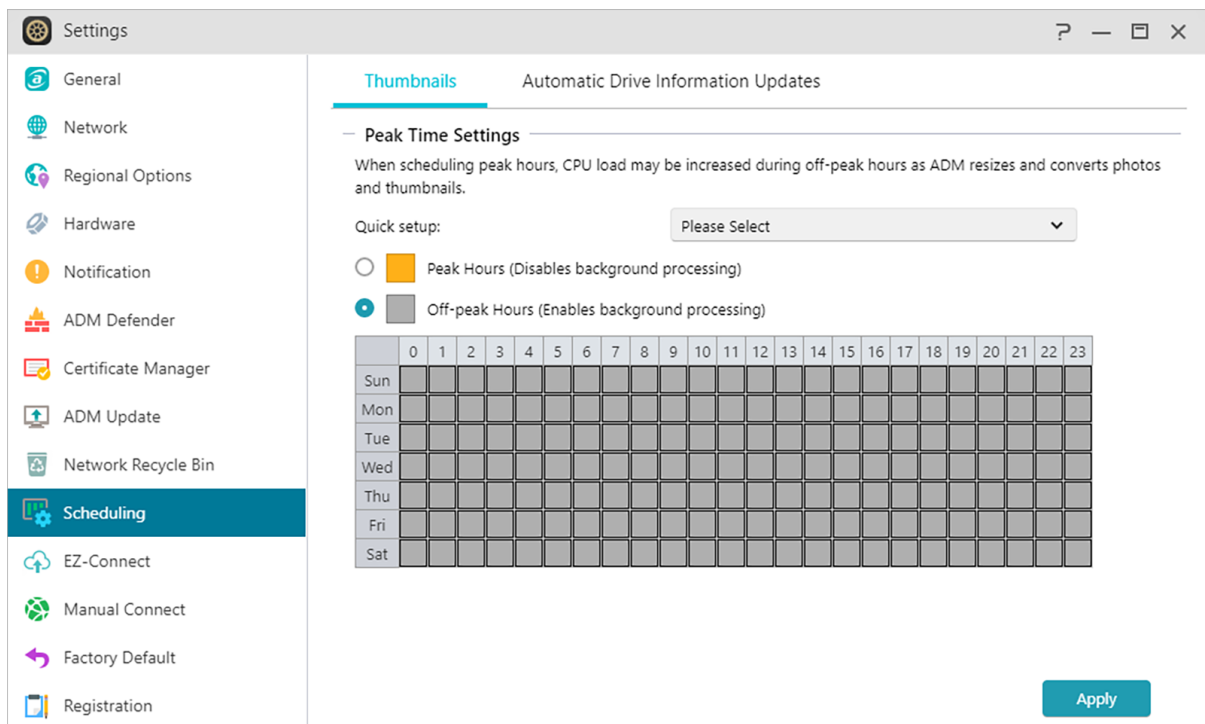 Settings
General
Network
Regional Options
Hardware
Notification
ADM Defender
Certificate Manager
ADM Update
Network Recycle Bin
Scheduling
EZ-Connect
Manual Connect
Factory Default
Registration
Thumbnails Automatic Drive Information Updates
Peak Time Settings
When scheduling peak hours, CPU load may be increased during off-peak hours as ADM resizes and converts photos
and thumbnails.
Quick setup: Please Select
Peak Hours (Disables background processing)
Off-peak Hours (Enables background processing)
0 1 2 3 4 5 6 7 8 9 10 11 12 13 14 15 16 17 18 19 20 21 22 23
Sun
Mon
Tue
Wed
Thu
Fri
Sat
Apply